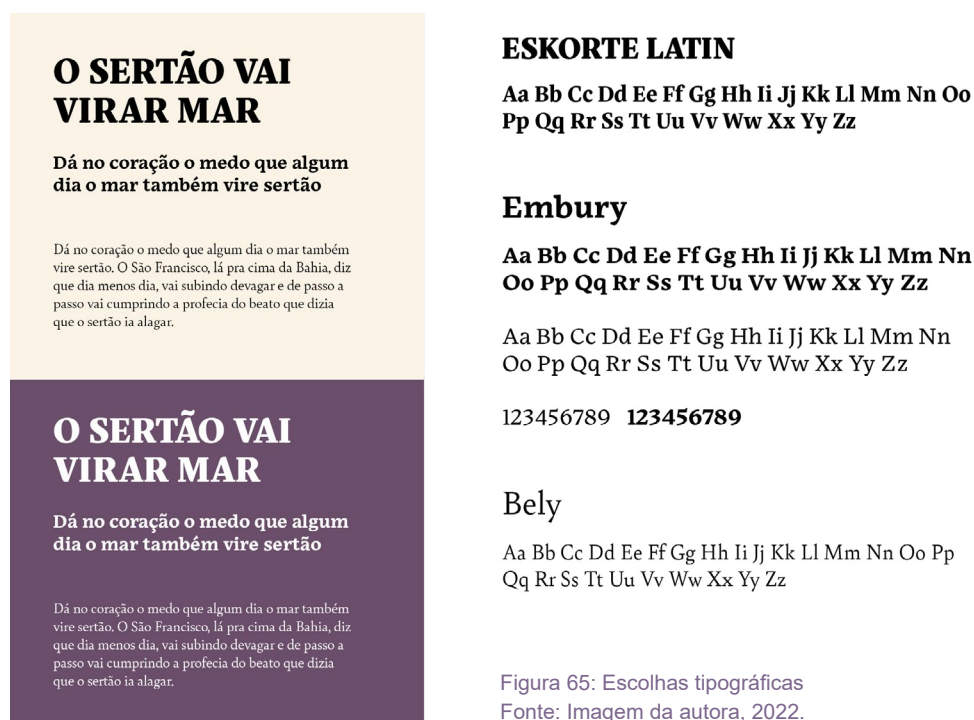 O SERTÃO VAI
VIRAR MAR
Dá no coração o medo que algum
dia o mar também vire sertão
Dá no coração o medo que algum dia o mar também
vire sertão. O São Francisco, lá pra cima da Bahia, diz
que dia menos dia, vai subindo devagar e de passo a
passo vai cumprindo a profecia do beato que dizia
que o sertão ia alagar.
O SERTÃO VAI
VIRAR MAR
Dá no coração o medo que algum
dia o mar também vire sertão
Dá no coração o medo que algum dia o mar também
vire sertão. O São Francisco, lá pra cima da Bahia, diz
que dia menos dia, vai subindo devagar e de passo a
passo vai cumprindo a profecia do beato que dizia
que o sertão ia alagar.
ESKORTE LATIN
Aa Bb Cc Dd Ee Ff Gg Hh Ii Jj Kk Ll Mm Nn Oo
Pp Qq Rr Ss Tt Uu Vv Ww Xx Yy Zz
Embury
Aa Bb Cc Dd Ee Ff Gg Hh Ii Jj Kk Ll Mm Nn
Oo Pp Qq Rr Ss Tt Uu Vv Ww Xx Yy Zz
Aa Bb Cc Dd Ee Ff Gg Hh Ii Jj Kk Ll Mm Nn
Oo Pp Qq Rr Ss Tt Uu Vv Ww Xx Yy Zz
123456789 123456789
Bely
Aa Bb Cc Dd Ee Ff Gg Hh Ii Jj Kk Ll Mm Nn Oo Pp
Qq Rr Ss Tt Uu Vv Ww Xx Yy Zz
Figura 65: Escolhas tipográficas
Fonte: Imagem da autora, 2022.